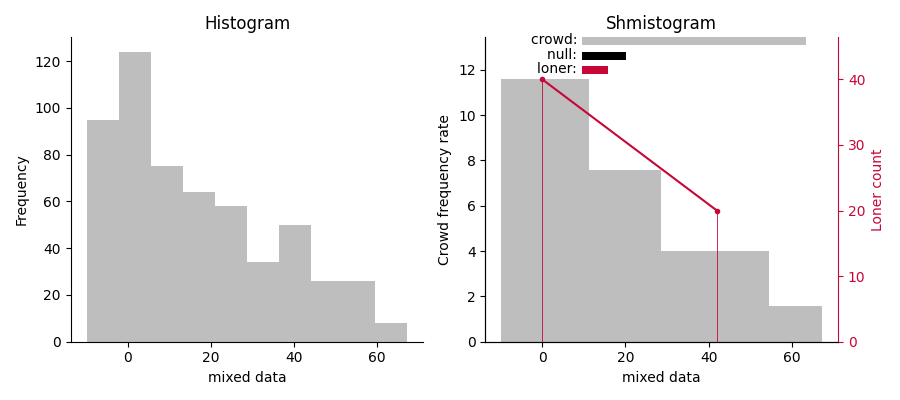 Histogram
Frequency
120
100
80
60
40
20
0
0 20 40 60
mixed data
Shmistogram
crowd:
null:
loner:
Crowd frequency rate
12
10
8
6
4
2
0
0 20 40 60
mixed data
40
30
20
10
0
Loner count